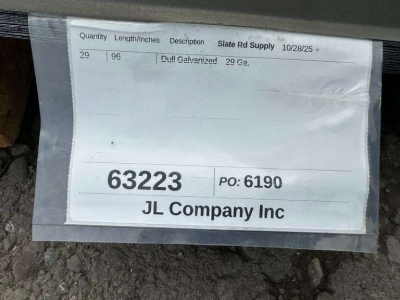 Quantity Length/Inches Description Slate Rd Supply 10/28/25
29 96 Dull Galvanized 29 Ga.
63223 PO: 6190
JL Company Inc